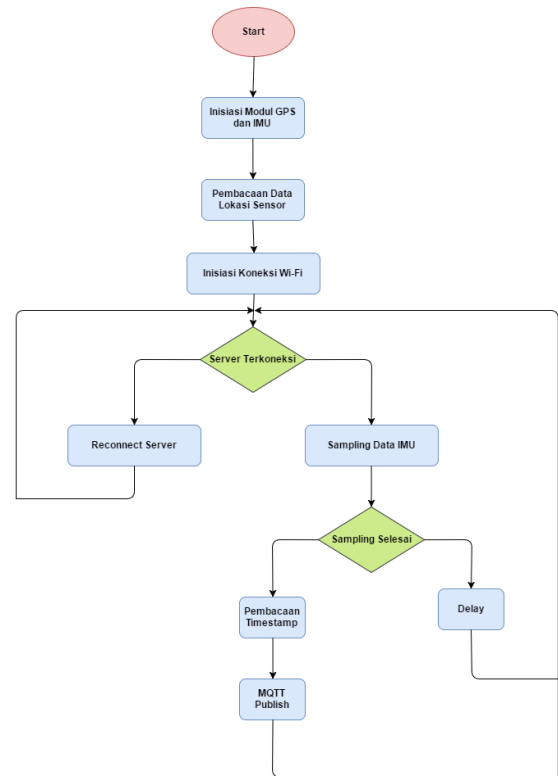 Start
Inisiasi Modul GPS
dan IMU
Pembacaan Data
Lokasi Sensor
Inisiasi Koneksi Wi-Fi
Server Terkoneksi
Reconnect Server
Sampling Data IMU
Sampling Selesai
Pembacaan
Timestamp
Delay
MQTT
Publish